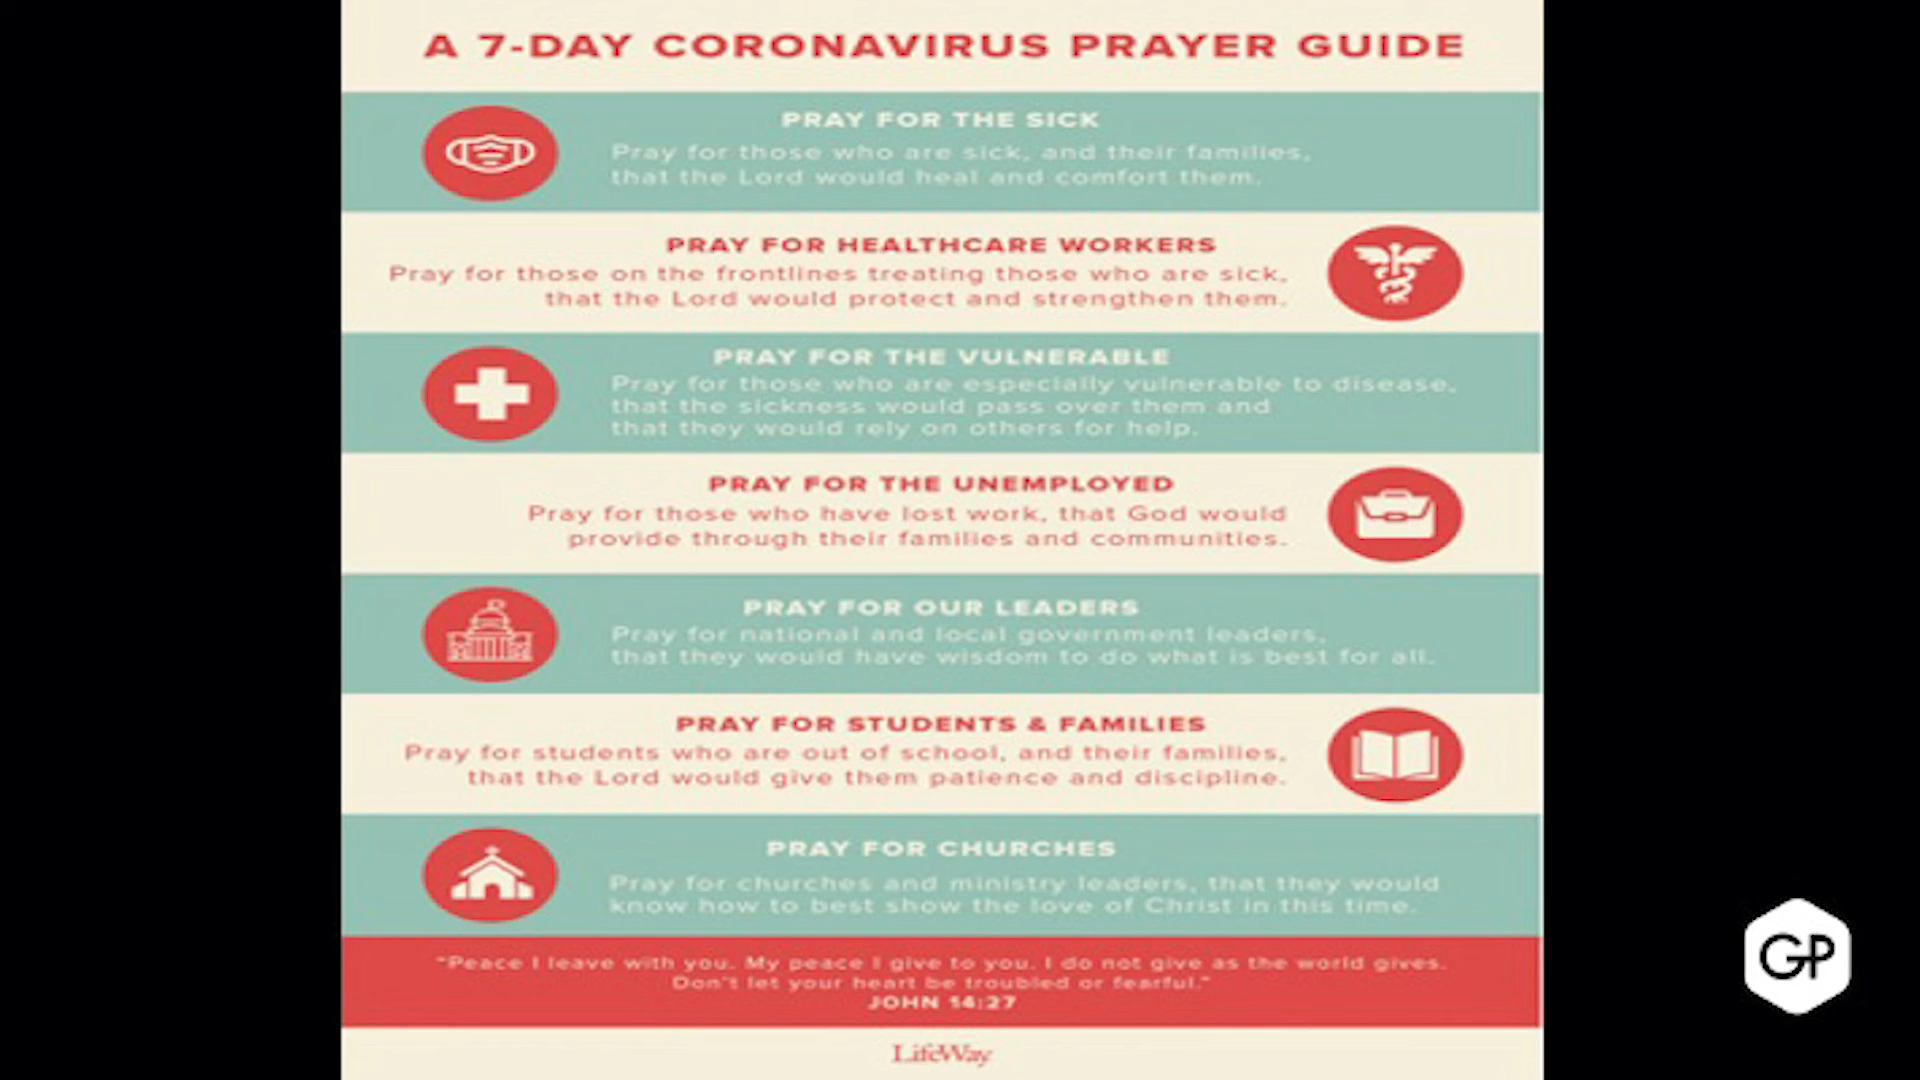 A 7-DAY CORONAVIRUS PRAYER GUIDE
PRAY FOR THE SICK
Pray for those who are sick, and their families,
that the Lord would heal and comfort them.
PRAY FOR HEALTHCARE WORKERS
Pray for those on the frontlines treating those who are sick,
that the Lord would protect and strengthen them.
PRAY FOR THE VULNERABLE
Pray for those who are especially vulnerable to disease,
that the sickness would pass over them and
that they would rely on others for help.
PRAY FOR THE UNEMPLOYED
Pray for those who have lost work, that God would
provide through their families and communities.
PRAY FOR OUR LEADERS
Pray for national and local government leaders,
that they would have wisdom to do what is best for all.
PRAY FOR STUDENTS & FAMILIES
Pray for students who are out of school, and their families,
that the Lord would give them patience and discipline.
PRAY FOR CHURCHES
Pray for churches and ministry leaders, that they would
know how to best show the love of Christ in this time.
"Peace I leave with you. My peace I give to you. I do not give as the world gives.
Don't let your heart be troubled or fearful."
JOHN 14:27
LifeWay
GP